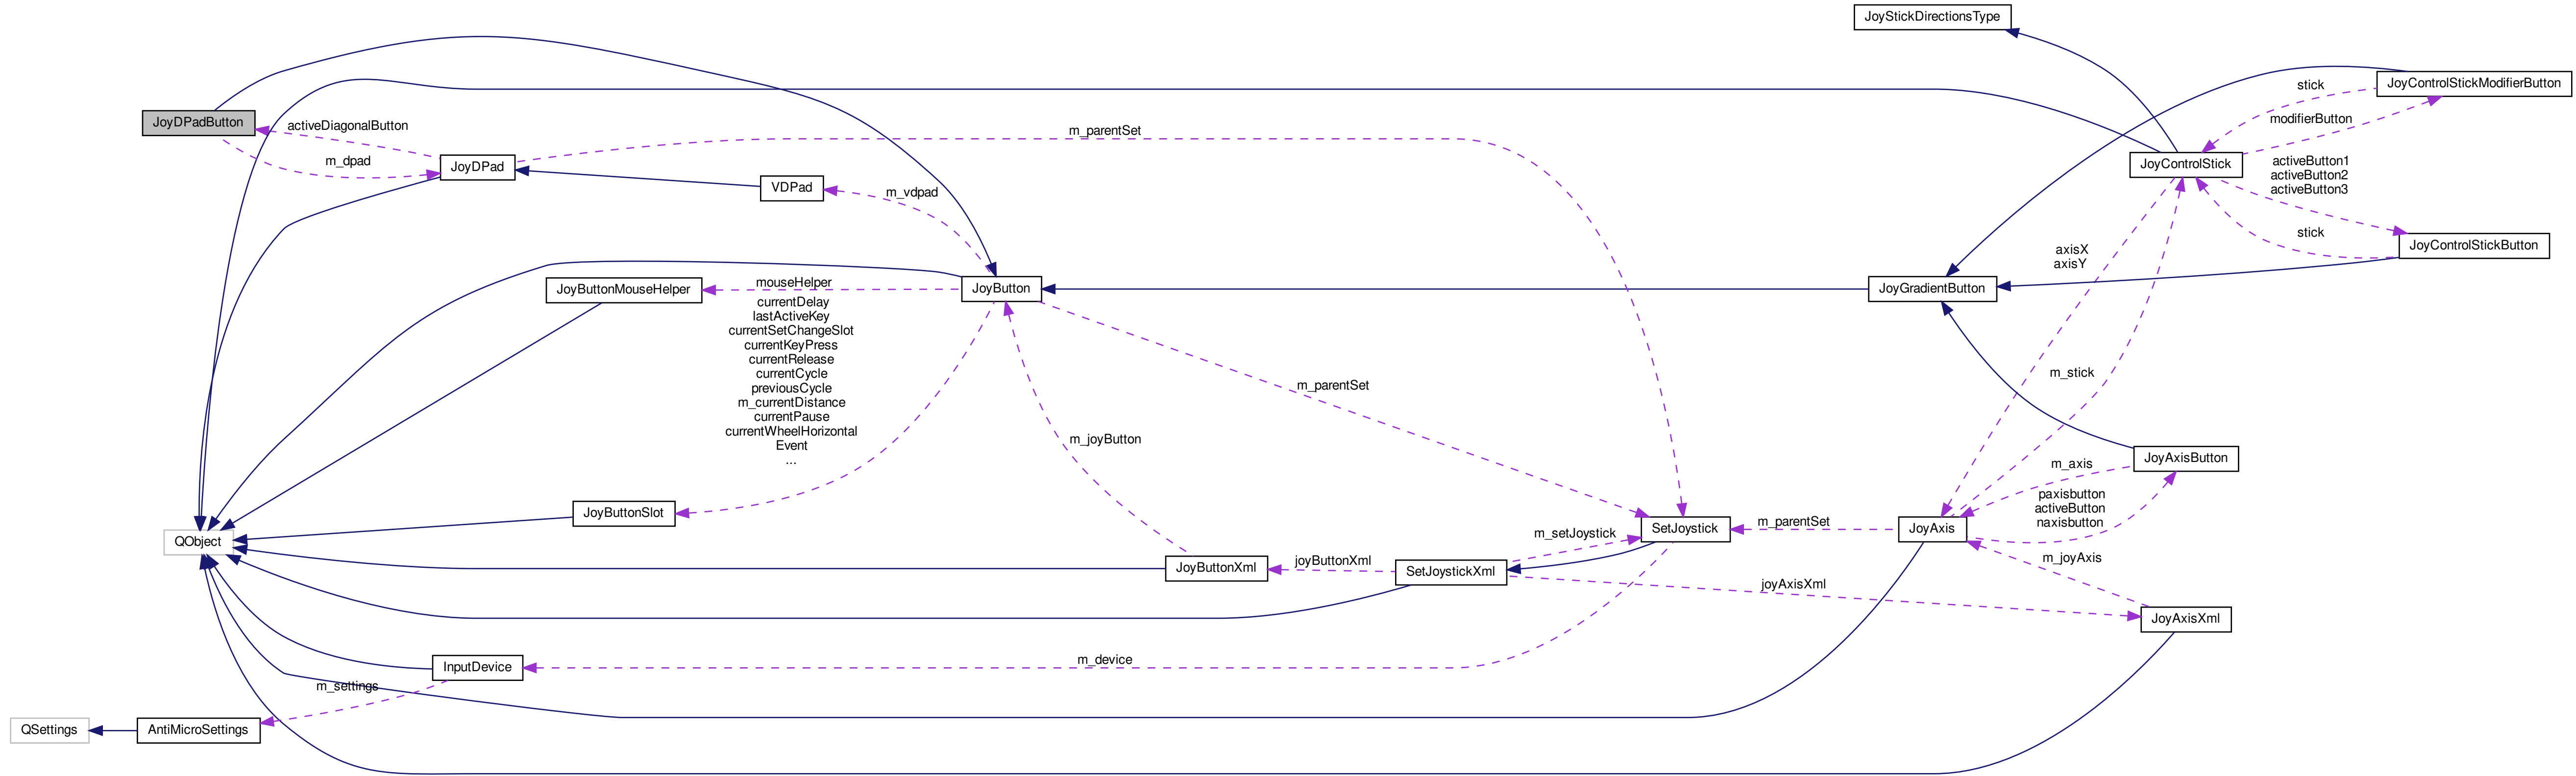 JoyStickDirectionsType
JoyControlStickModifierButton
stick
modifierButton
JoyDPadButton
activeDiagonalButton
m_parentSet
m_dpad
JoyDPad
JoyControlStick
activeButton1
activeButton2
activeButton3
VDPad
m_vdpad
stick
JoyControlStickButton
axisX
axisY
JoyButtonMouseHelper
mouseHelper
JoyButton
JoyGradientButton
currentDelay
lastActiveKey
currentSetChangeSlot
currentKeyPress
currentRelease
currentCycle
previousCycle
m_currentDistance
currentPause
currentWheelHorizontal
Event
...
m_parentSet
m_stick
m_joyButton
JoyAxisButton
m_axis
paxisbutton
activeButton
naxisbutton
JoyButtonSlot
QObject
m_setJoystick
SetJoystick
m_parentSet
JoyAxis
JoyButtonXml
joyButtonXml
SetJoystickXml
m_joyAxis
joyAxisXml
JoyAxisXml
InputDevice
m_device
m_settings
QSettings
AntiMicroSettings